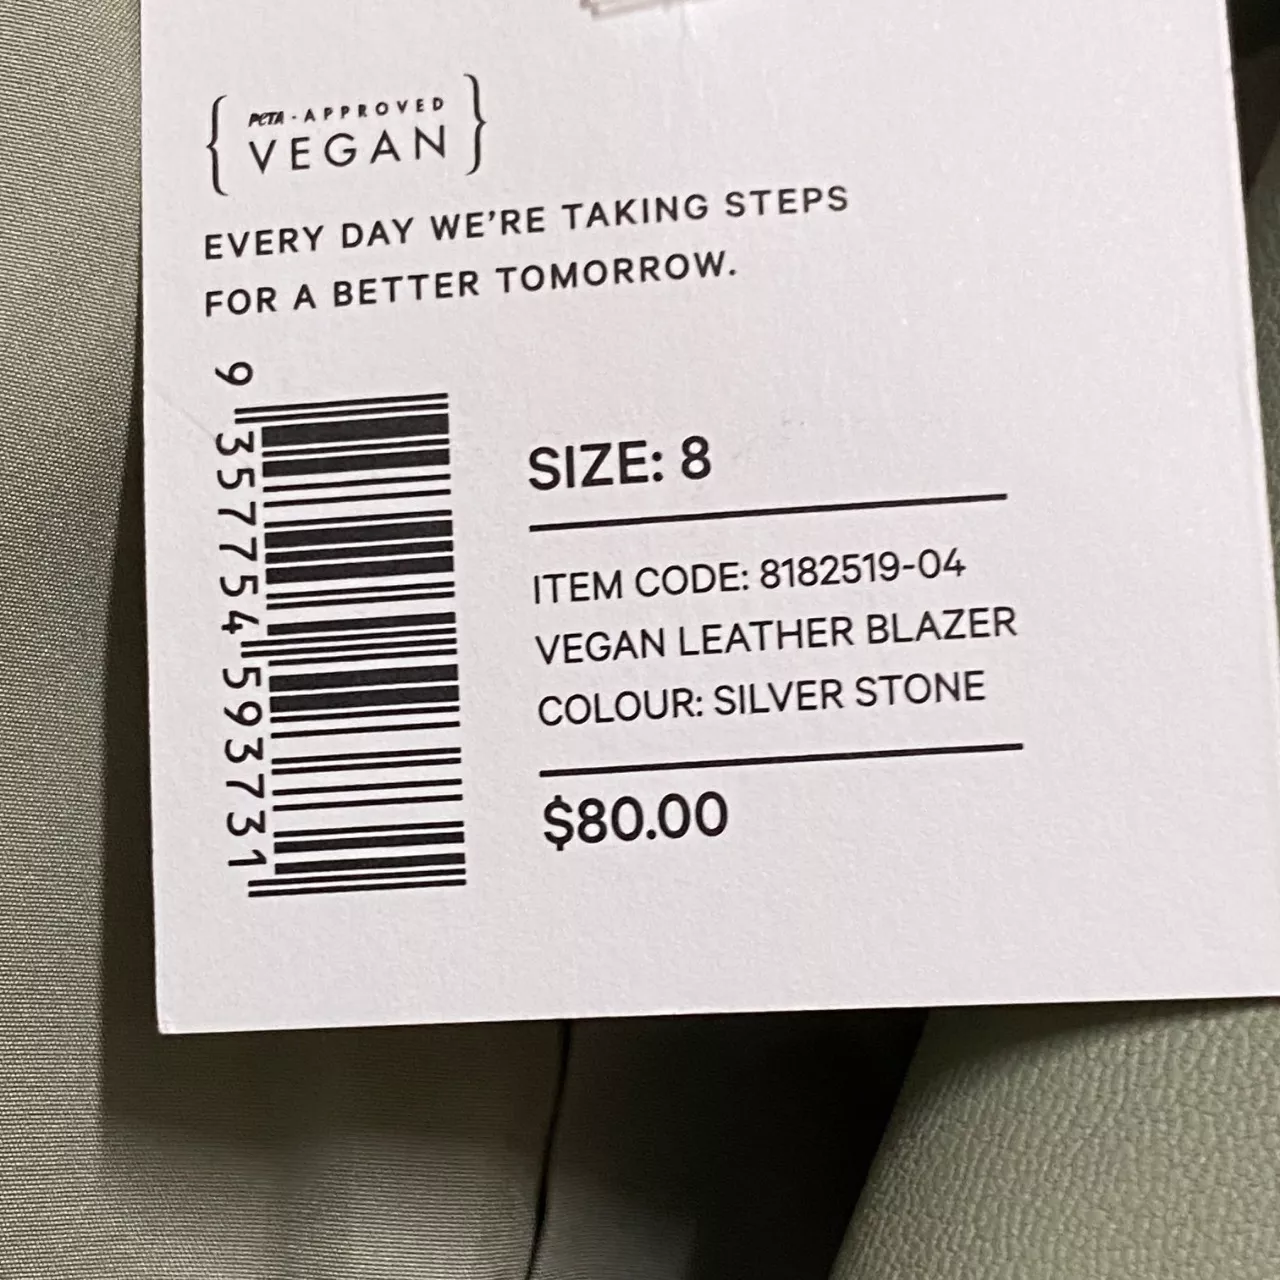 PETA-APPROVED
VEGAN
EVERY DAY WE'RE TAKING STEPS
FOR A BETTER TOMORROW.
9 357754 593731
SIZE: 8
ITEM CODE: 8182519-04
VEGAN LEATHER BLAZER
COLOUR: SILVER STONE
$80.00